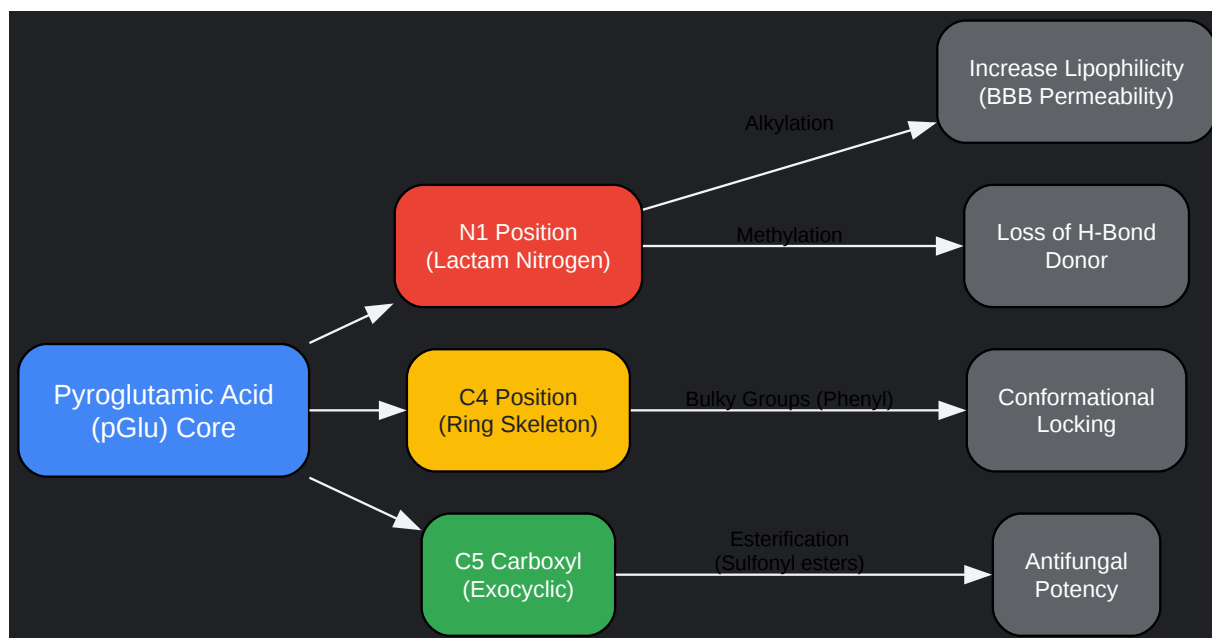 Increase Lipophilicity
(BBB Permeability)
Alkylation
N1 Position
(Lactam Nitrogen)
Methylation
Loss of H-Bond
Donor
Pyroglutamic Acid
(pGlu) Core
C4 Position
(Ring Skeleton)
Bulky Groups (Phenyl)
Conformational
Locking
C5 Carboxyl
(Exocyclic)
Esterification
(Sulfonyl esters)
Antifungal
Potency